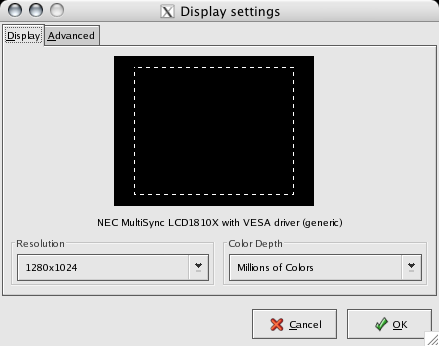 Display settings
Display Advanced
NEC MultiSync LCD1810X with VESA driver (generic)
Resolution Color Depth
1280x1024 Millions of Colors
Cancel OK